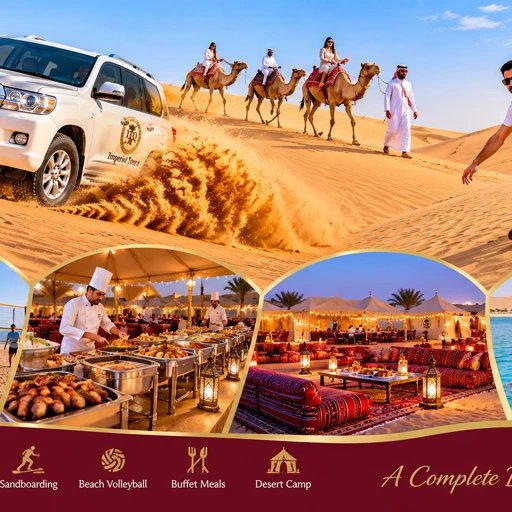 Imperial Tours
Sandboarding
Beach Volleyball
Buffet Meals
Desert Camp
A Complete